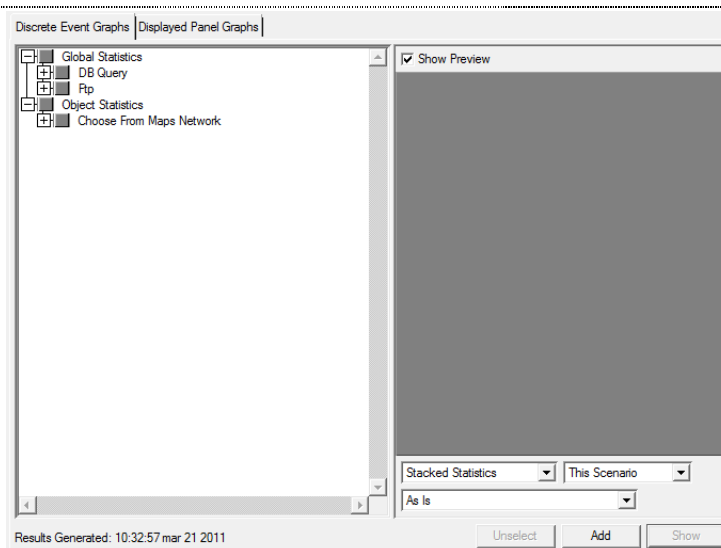 Discrete Event Graphs Displayed Panel Graphs
Global Statistics
DB Query
Ftp
Object Statistics
Choose From Maps Network
Show Preview
Stacked Statistics This Scenario
As Is
Results Generated: 10:32:57 mar 21 2011
Unselect Add Show